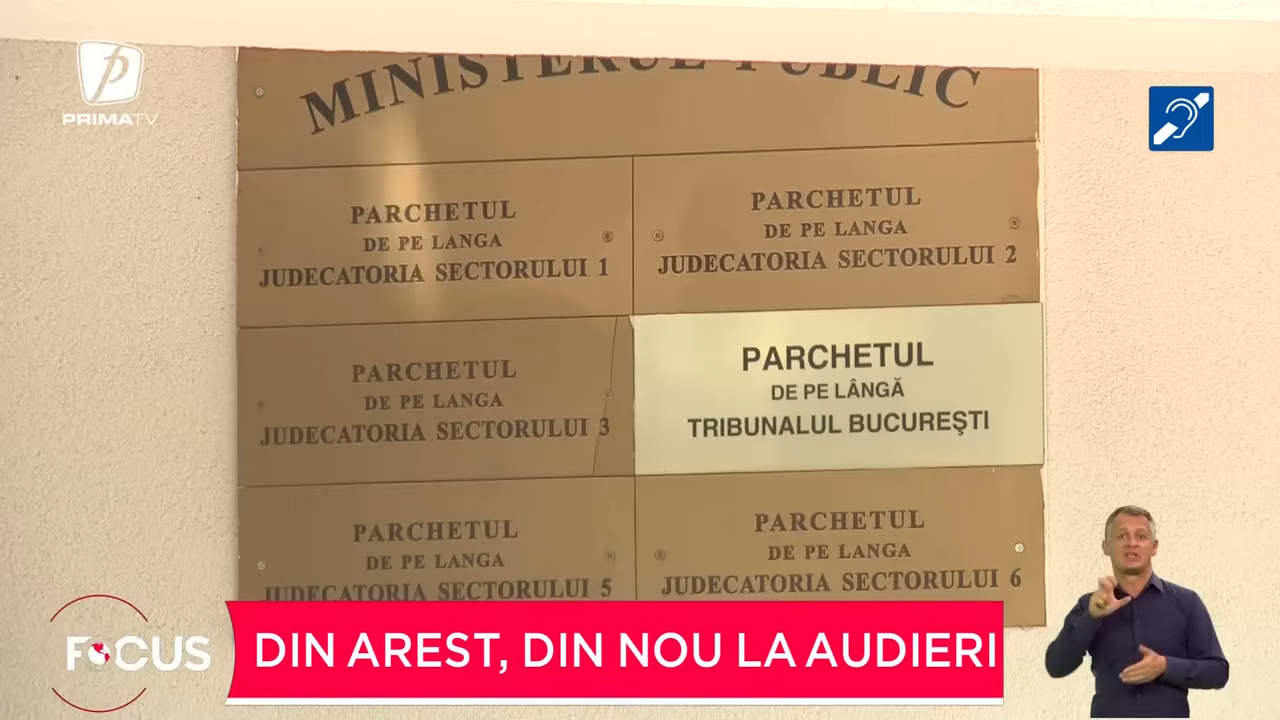 PRIMATV
MINISTERUL PUBLIC
PARCHETUL
DE PE LANGA
JUDECATORIA SECTORULUI 1
PARCHETUL
DE PE LANGA
JUDECATORIA SECTORULUI 2
PARCHETUL
DE PE LANGA
JUDECATORIA SECTORULUI 3
PARCHETUL
DE PE LÂNGĂ
TRIBUNALUL BUCUREŞTI
PARCHETUL
DE PE LANGA
JUDECATORIA SECTORULUI 5
PARCHETUL
DE PE LANGA
JUDECATORIA SECTORULUI 6
FOCUS
DIN AREST, DIN NOU LA AUDIERI